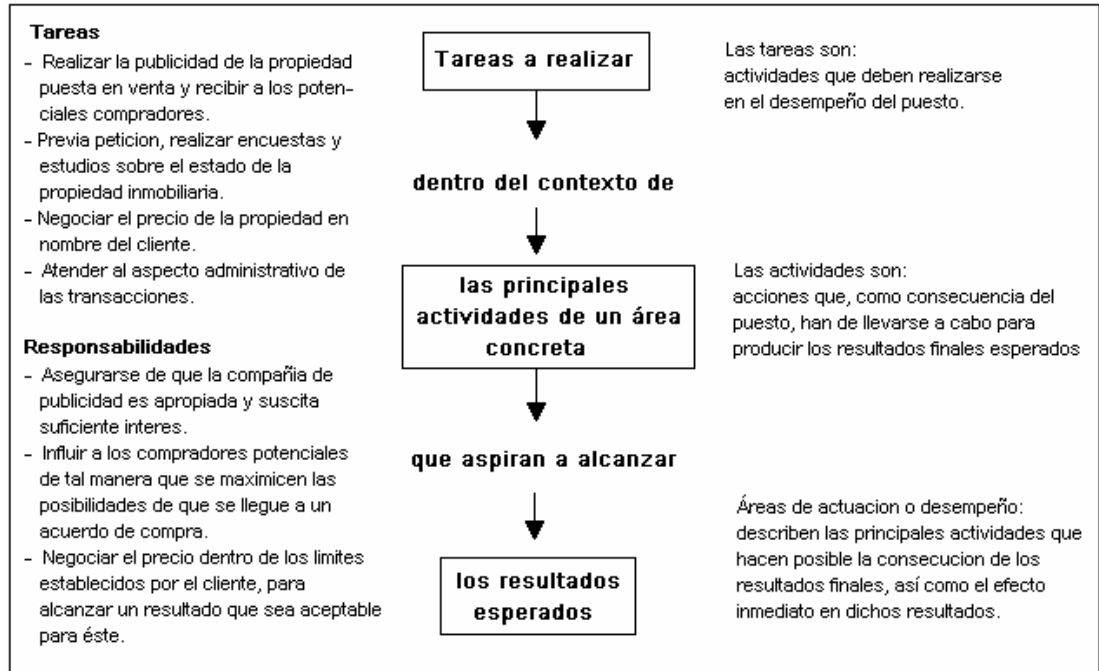 Tareas
- Realizar la publicidad de la propiedad
puesta en venta y recibir a los poten-
ciales compradores.
- Previa peticion, realizar encuestas y
estudios sobre el estado de la
propiedad inmobiliaria.
- Negociar el precio de la propiedad en
nombre del cliente.
- Atender al aspecto administrativo de
las transacciones.
Responsabilidades
- Asegurarse de que la compañia de
publicidad es apropiada y suscita
suficiente interes.
- Influir a los compradores potenciales
de tal manera que se maximicen las
posibilidades de que se llegue a un
acuerdo de compra.
- Negociar el precio dentro de los limites
establecidos por el cliente, para
alcanzar un resultado que sea aceptable
para éste.
Tareas a realizar
dentro del contexto de
las principales
actividades de un área
concreta
que aspiran a alcanzar
los resultados
esperados
Las tareas son:
actividades que deben realizarse
en el desempeño del puesto.
Las actividades son:
acciones que, como consecuencia del
puesto, han de llevarse a cabo para
producir los resultados finales esperados
Áreas de actuacion o desempeño:
describen las principales actividades que
hacen posible la consecucion de los
resultados finales, así como el efecto
inmediato en dichos resultados.